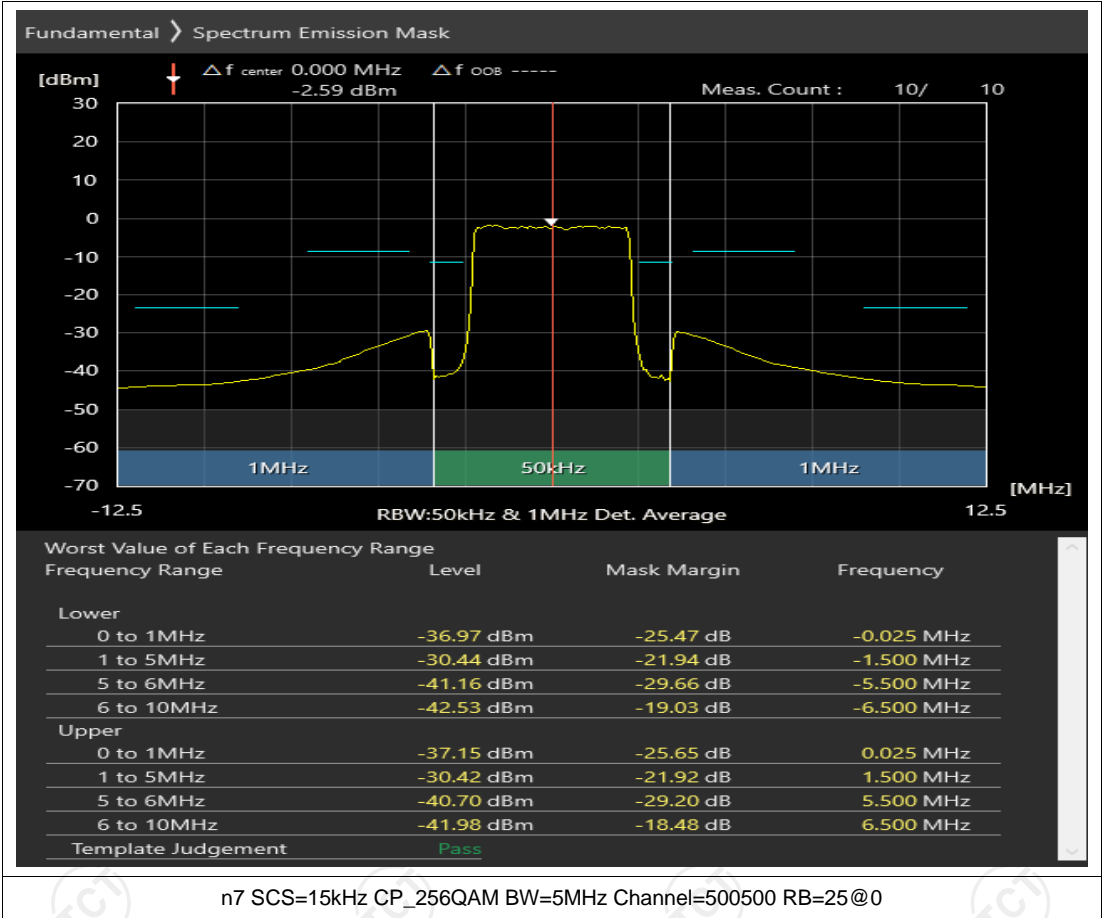 Fundamental ❯ Spectrum Emission Mask
[dBm] △f center 0.000 MHz △f OOB -----
-2.59 dBm Meas. Count : 10/ 10
30
20
10
0
-10
-20
-30
-40
-50
-60
1MHz 50kHz 1MHz
-70
[MHz]
-12.5 RBW:50kHz & 1MHz Det. Average 12.5
Worst Value of Each Frequency Range
Frequency Range Level Mask Margin Frequency
Lower
0 to 1MHz -36.97 dBm -25.47 dB -0.025 MHz
1 to 5MHz -30.44 dBm -21.94 dB -1.500 MHz
5 to 6MHz -41.16 dBm -29.66 dB -5.500 MHz
6 to 10MHz -42.53 dBm -19.03 dB -6.500 MHz
Upper
0 to 1MHz -37.15 dBm -25.65 dB 0.025 MHz
1 to 5MHz -30.42 dBm -21.92 dB 1.500 MHz
5 to 6MHz -40.70 dBm -29.20 dB 5.500 MHz
6 to 10MHz -41.98 dBm -18.48 dB 6.500 MHz
Template Judgement Pass
n7 SCS=15kHz CP_256QAM BW=5MHz Channel=500500 RB=25@0
TCT TCT TCT TCT